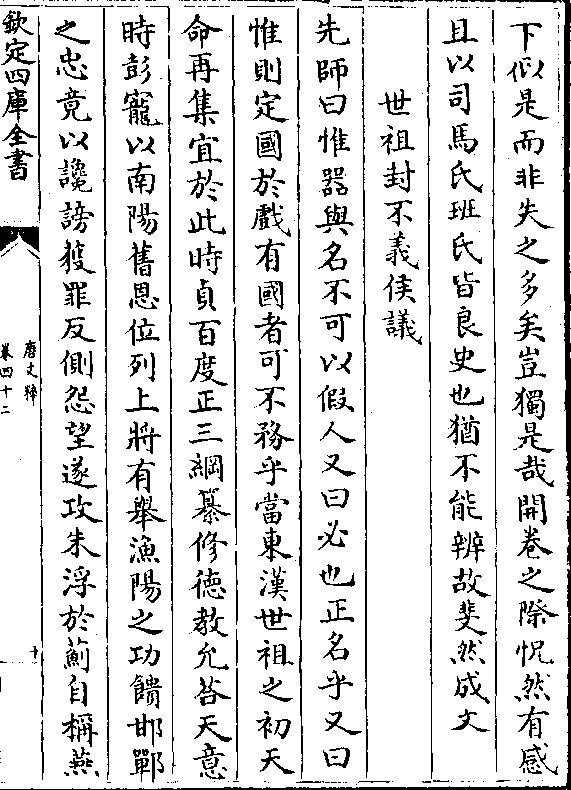 下似是而非失之多矣豈獨是哉開卷之際怳然有感
且以司馬氏班氏皆良史也猶不能辨故斐然成文
世祖封不義侯議
先師曰惟器與名不可以假人又曰必也正名乎又曰
惟則定國於戲有國者可不務乎當東漢世祖之初天
命再集宜於此時貞百度正三綱纂修德教允荅天意
時彭寵以南陽舊恩位列上將有舉漁陽之功饋邯鄲
之忠竟以讒謗獲罪反側怨望遂攻朱浮於薊自稱燕
欽定四庫全書
唐文粹
卷四十二
十